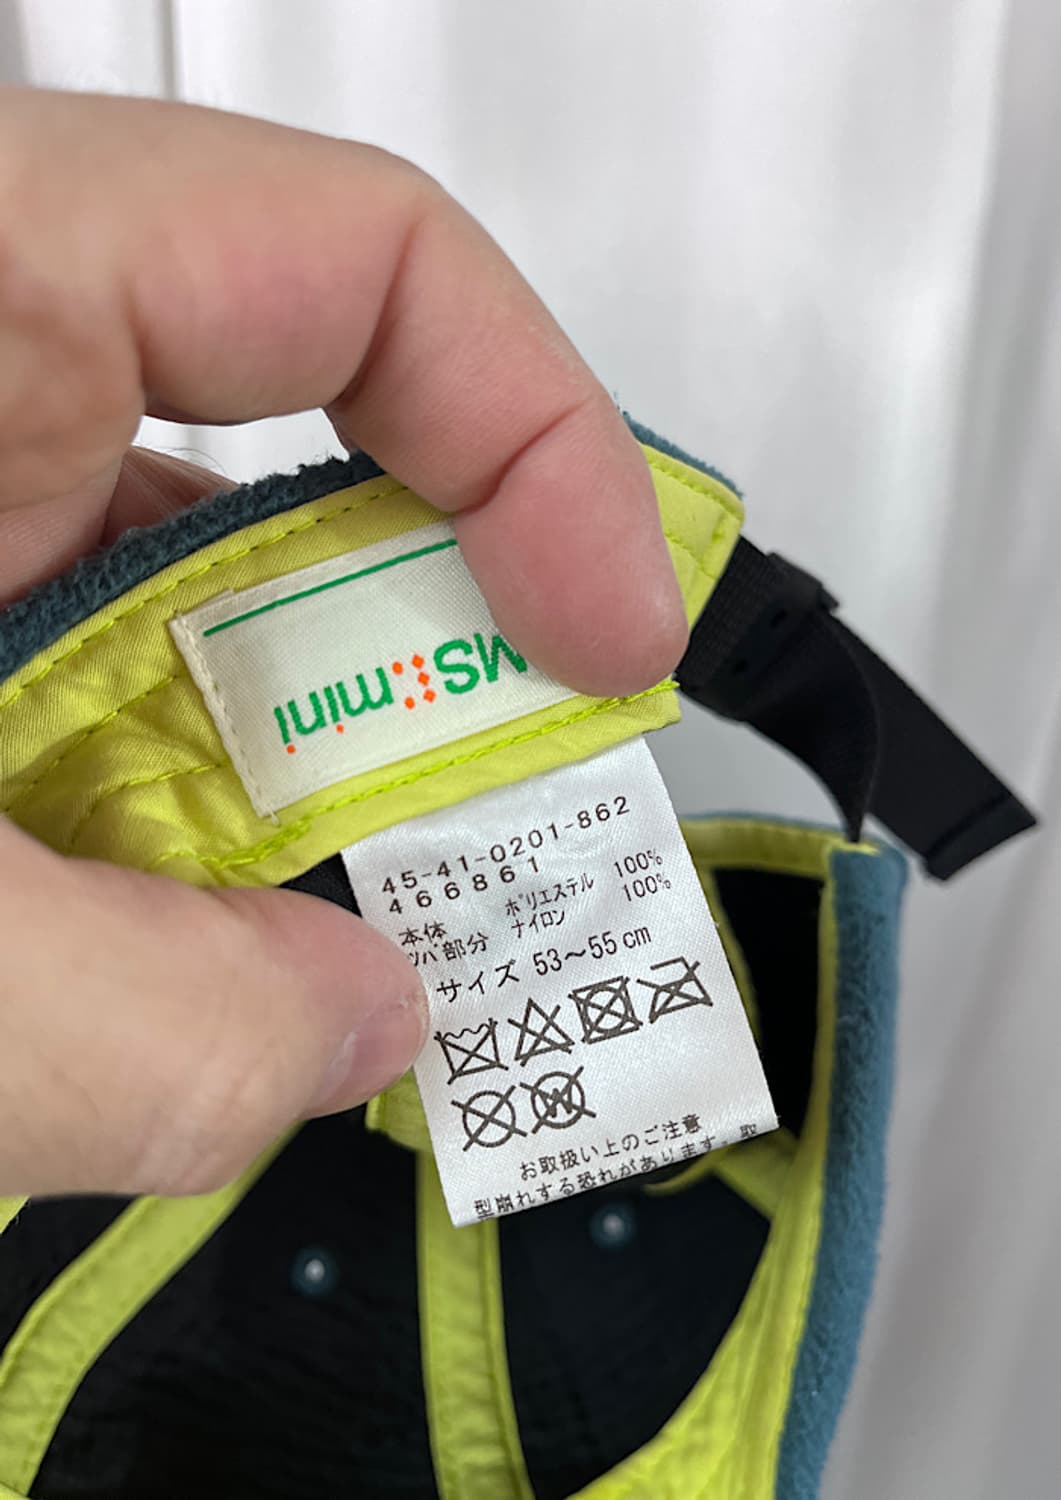 MS:mini
45-41-0201-862
466861
本体 ポリエステル 100%
ツバ部分 ナイロン 100%
サイズ 53～55cm
お取扱い上のご注意
型崩れする恐れがあります。取